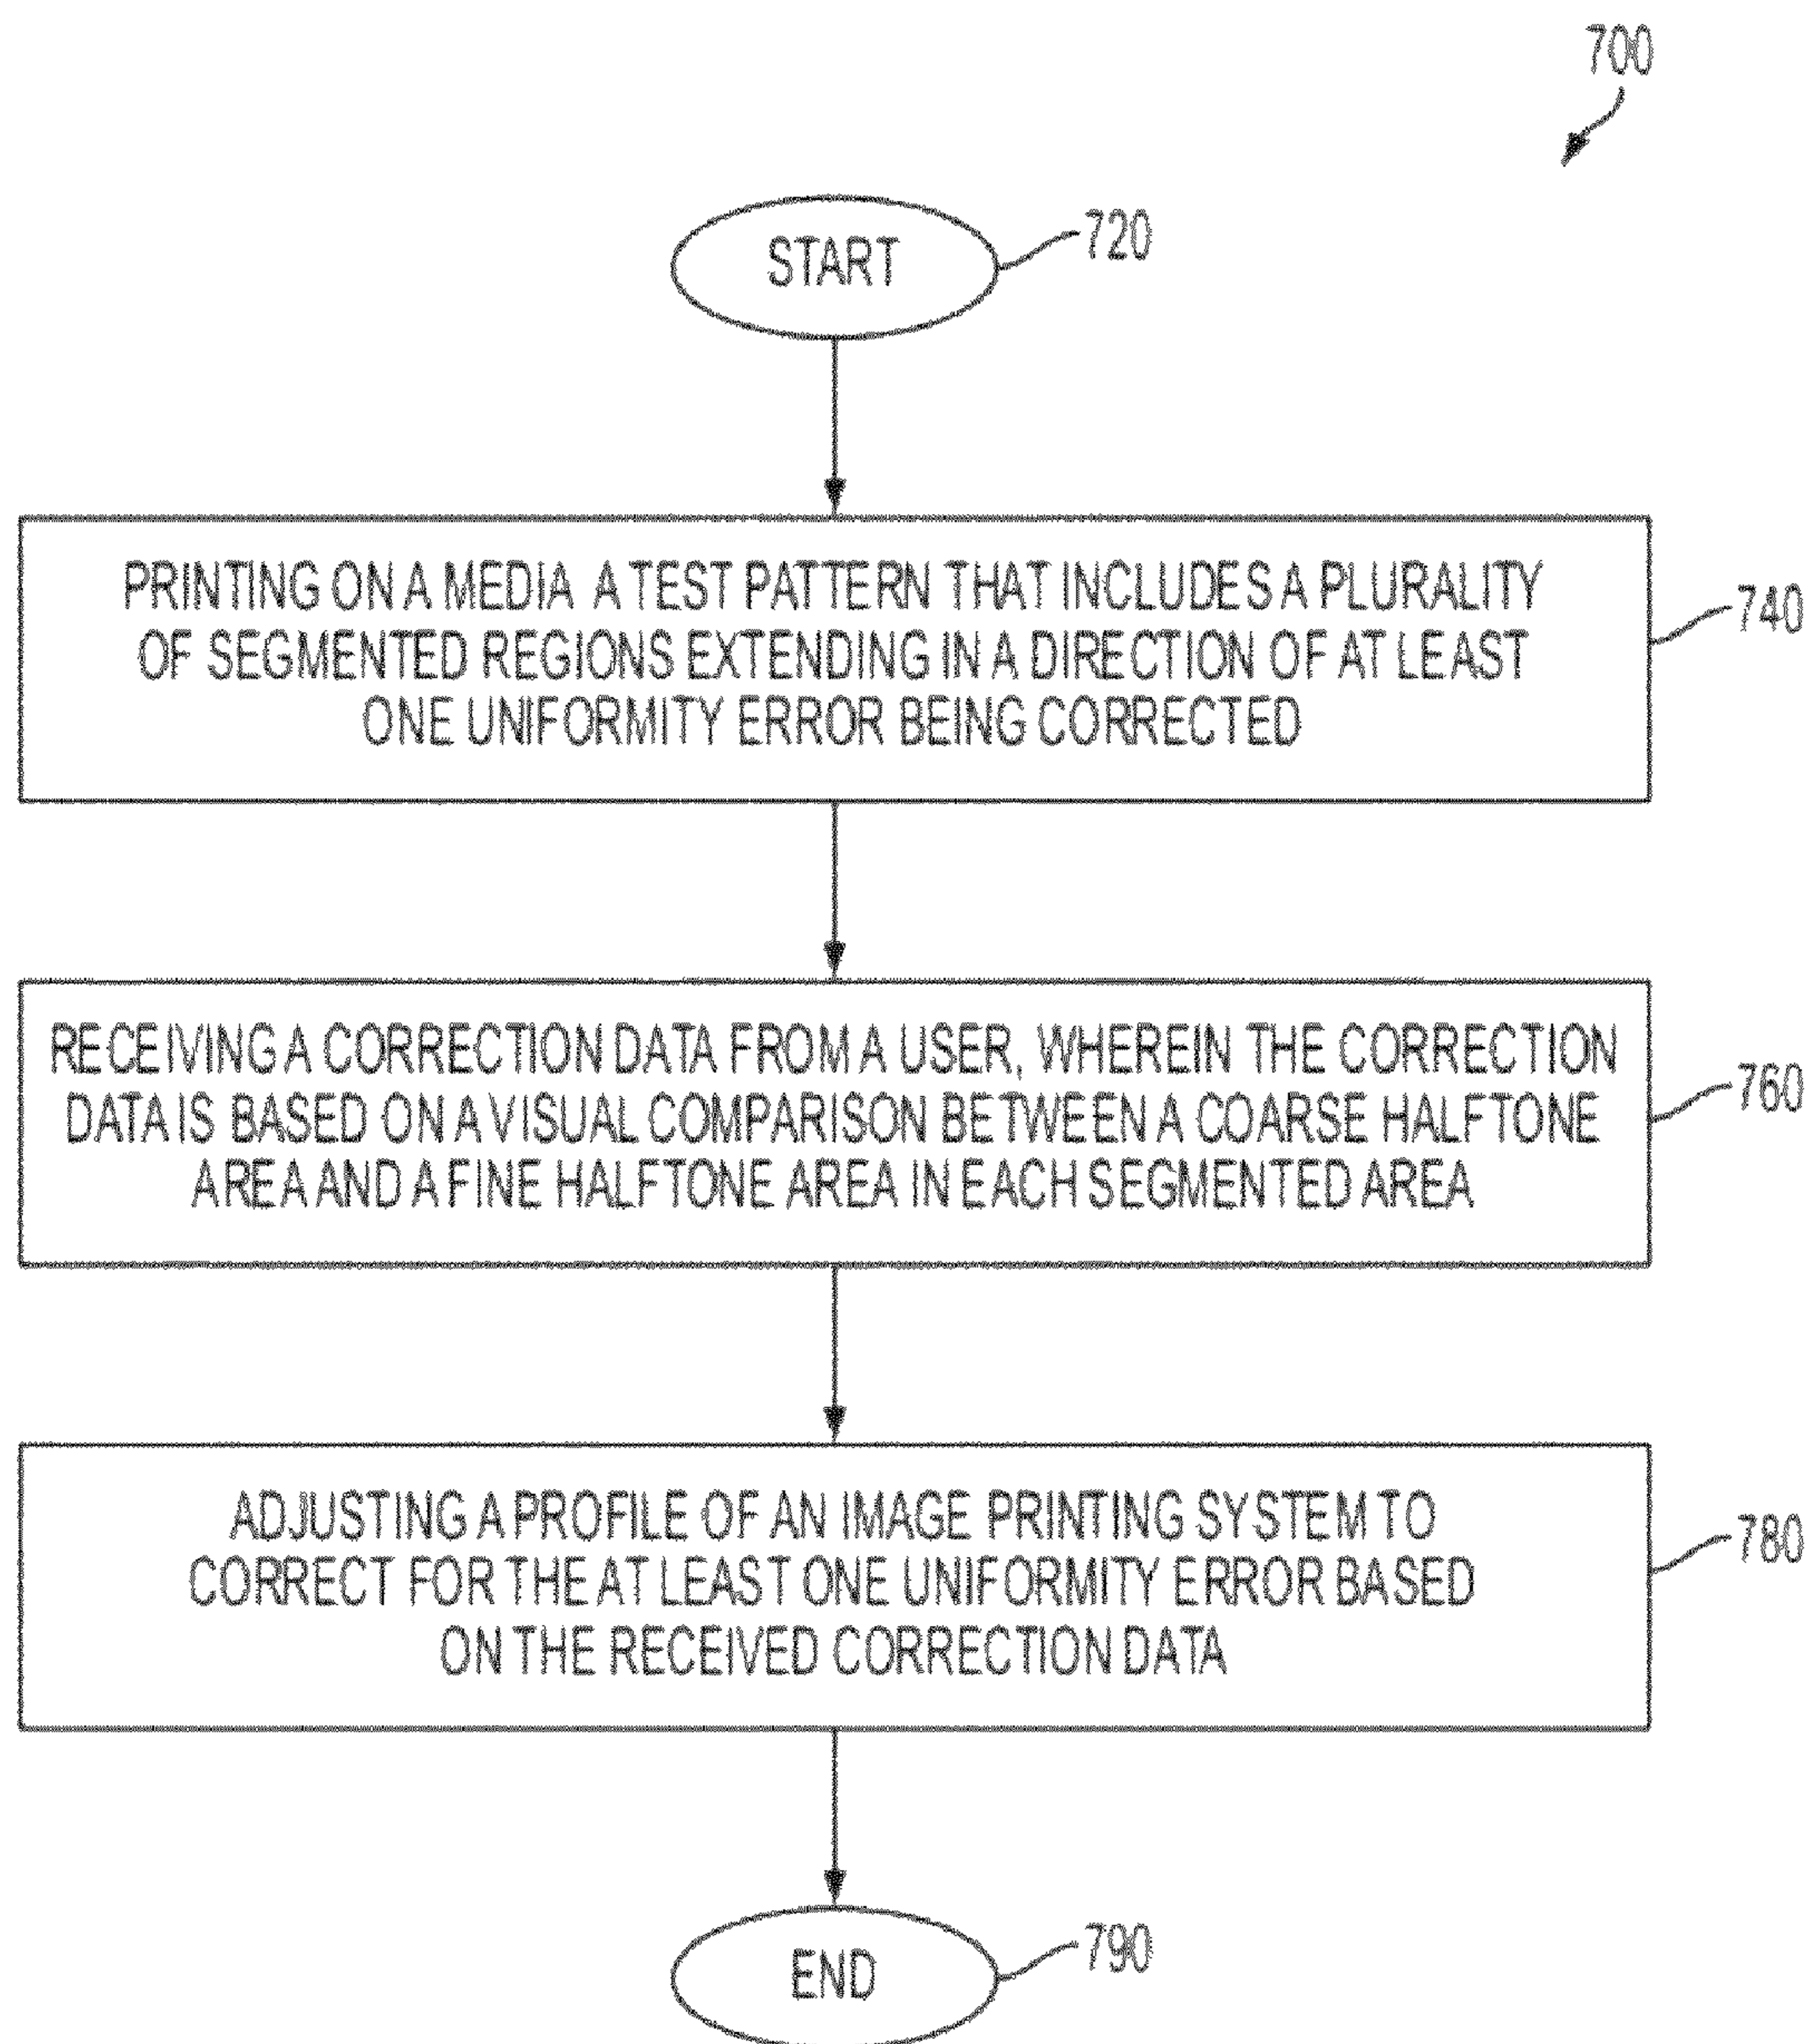 700
START
720
PRINTING ON A MEDIA A TEST PATTERN THAT INCLUDES A PLURALITY
OF SEGMENTED REGIONS EXTENDING IN A DIRECTION OF AT LEAST
ONE UNIFORMITY ERROR BEING CORRECTED
740
RECEIVING A CORRECTION DATA FROM A USER, WHEREIN THE CORRECTION
DATA IS BASED ON A VISUAL COMPARISON BETWEEN A COARSE HALFTONE
AREA AND A FINE HALFTONE AREA IN EACH SEGMENTED AREA
760
ADJUSTING A PROFILE OF AN IMAGE PRINTING SYSTEM TO
CORRECT FOR THE AT LEAST ONE UNIFORMITY ERROR BASED
ON THE RECEIVED CORRECTION DATA
780
END
790